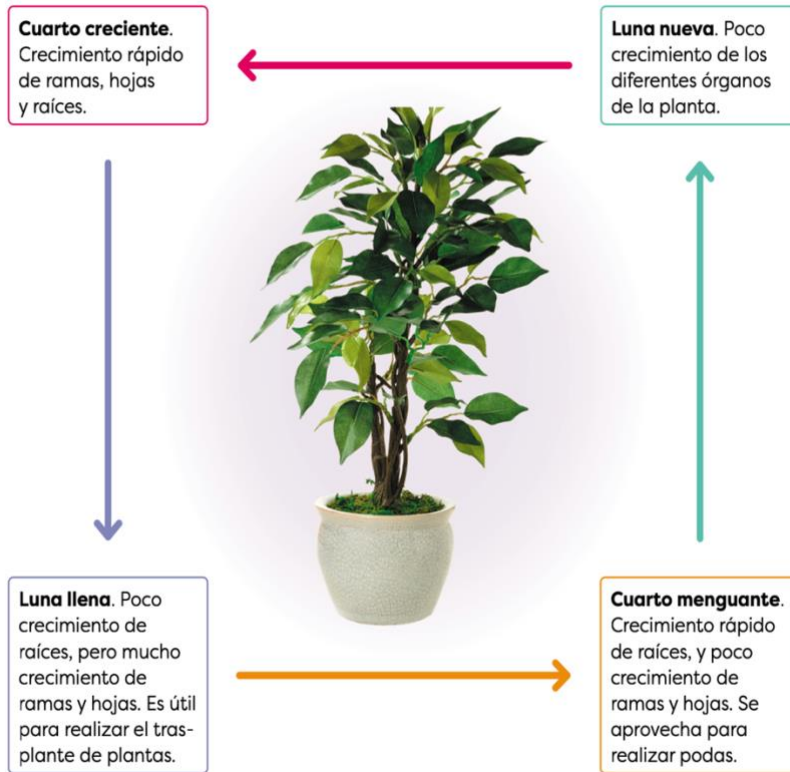 Cuarto creciente.
Crecimiento rápido
de ramas, hojas
y raíces.
Luna nueva. Poco
crecimiento de los
diferentes órganos
de la planta.
Luna llena. Poco
crecimiento de
raíces, pero mucho
crecimiento de
ramas y hojas. Es útil
para realizar el tras-
plante de plantas.
Cuarto menguante.
Crecimiento rápido
de raíces, y poco
crecimiento de
ramas y hojas. Se
aprovecha para
realizar podas.